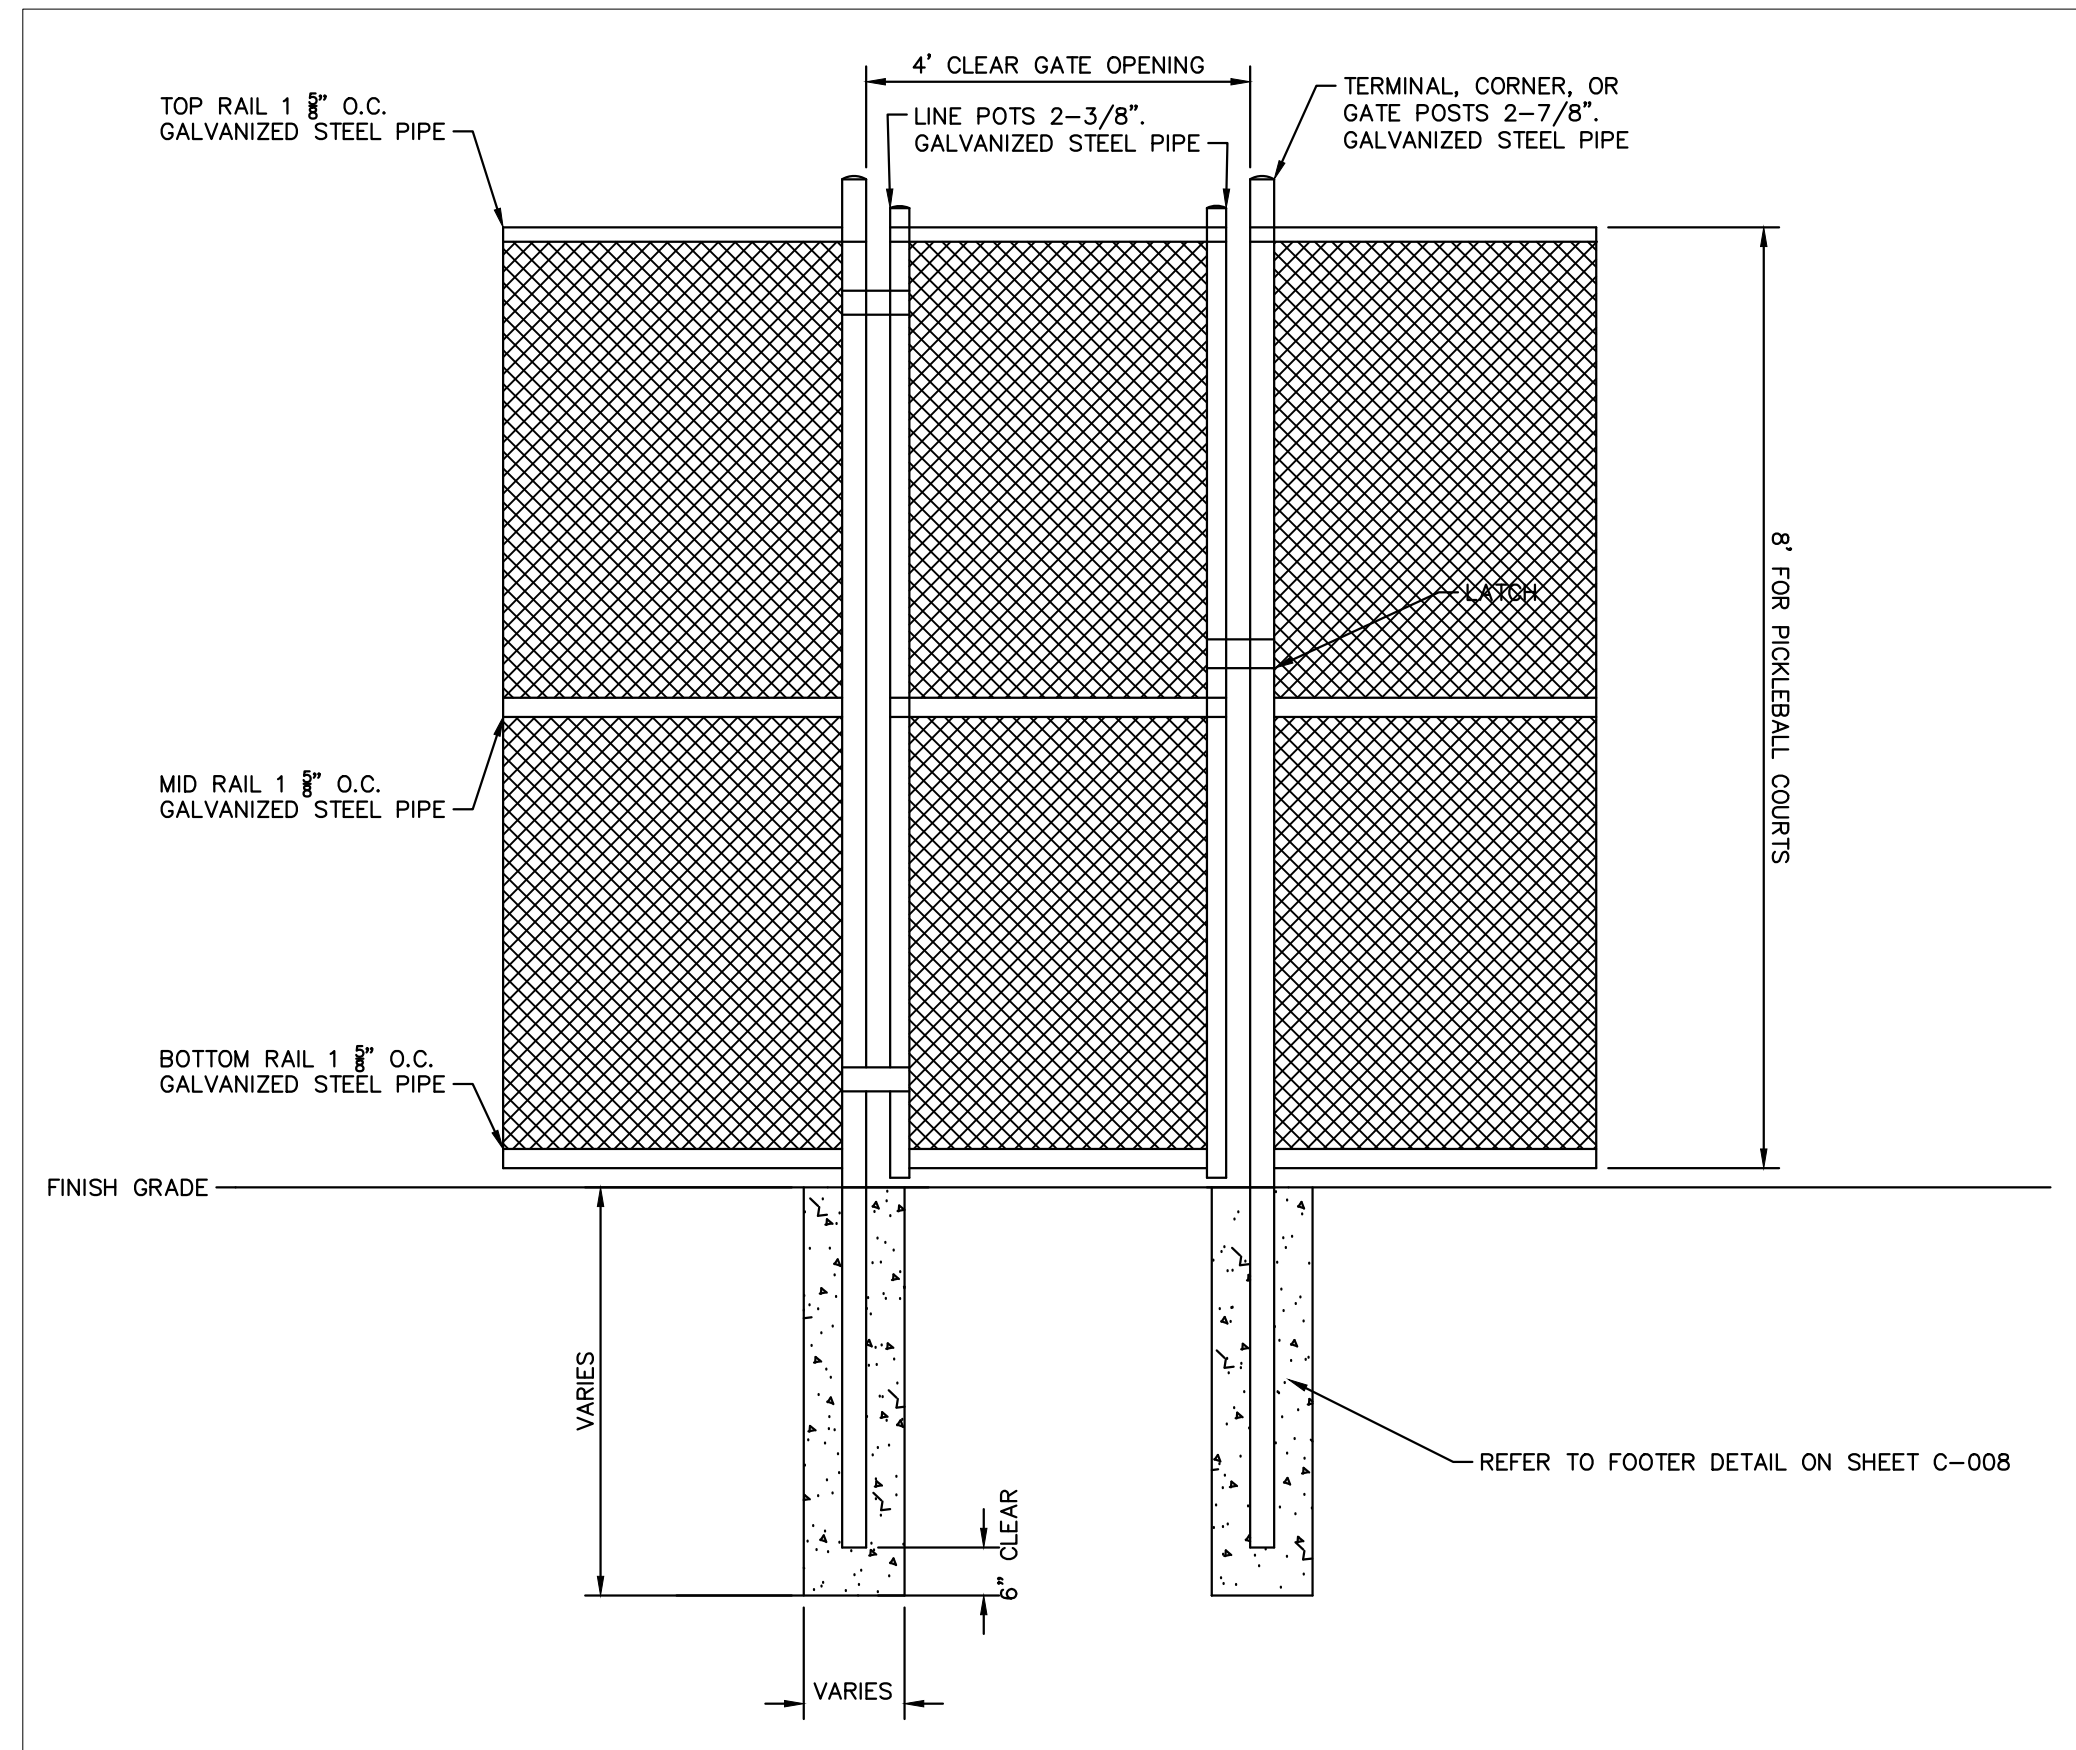 4' CLEAR GATE OPENING
TOP RAIL 1 5/8" O.C.
GALVANIZED STEEL PIPE
LINE POTS 2-3/8".
GALVANIZED STEEL PIPE
TERMINAL, CORNER, OR
GATE POSTS 2-7/8".
GALVANIZED STEEL PIPE
LATCH
8' FOR PICKLEBALL COURTS
MID RAIL 1 5/8" O.C.
GALVANIZED STEEL PIPE
BOTTOM RAIL 1 5/8" O.C.
GALVANIZED STEEL PIPE
FINISH GRADE
VARIES
REFER TO FOOTER DETAIL ON SHEET C-008
6" CLEAR
VARIES